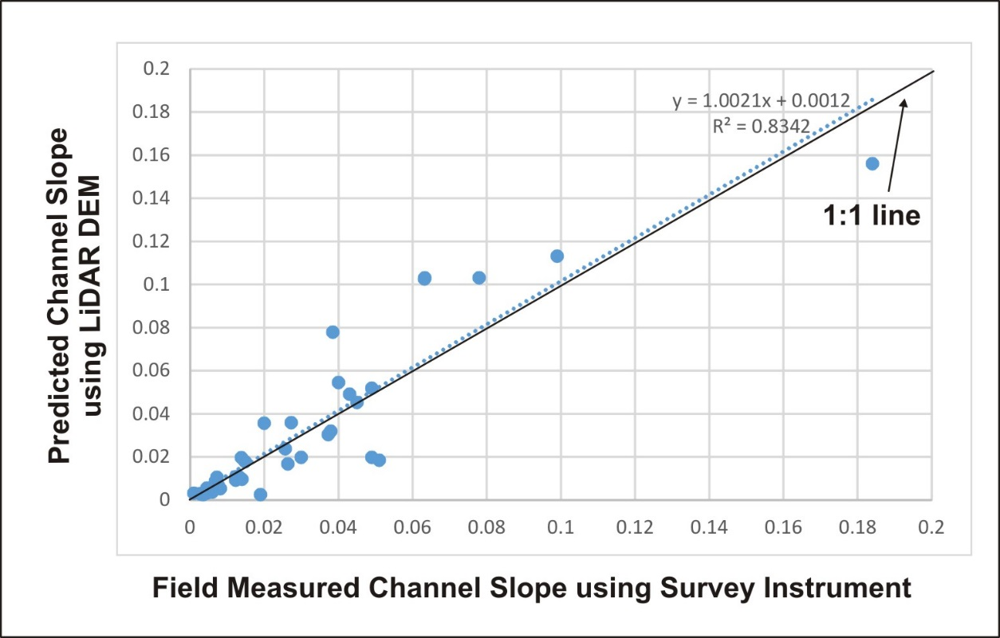 Predicted Channel Slope
using LiDAR DEM
0.2
0.18
0.16
0.14
0.12
0.1
0.08
0.06
0.04
0.02
0
y = 1.0021x + 0.0012
R² = 0.8342
1:1 line
0 0.02 0.04 0.06 0.08 0.1 0.12 0.14 0.16 0.18 0.2
Field Measured Channel Slope using Survey Instrument